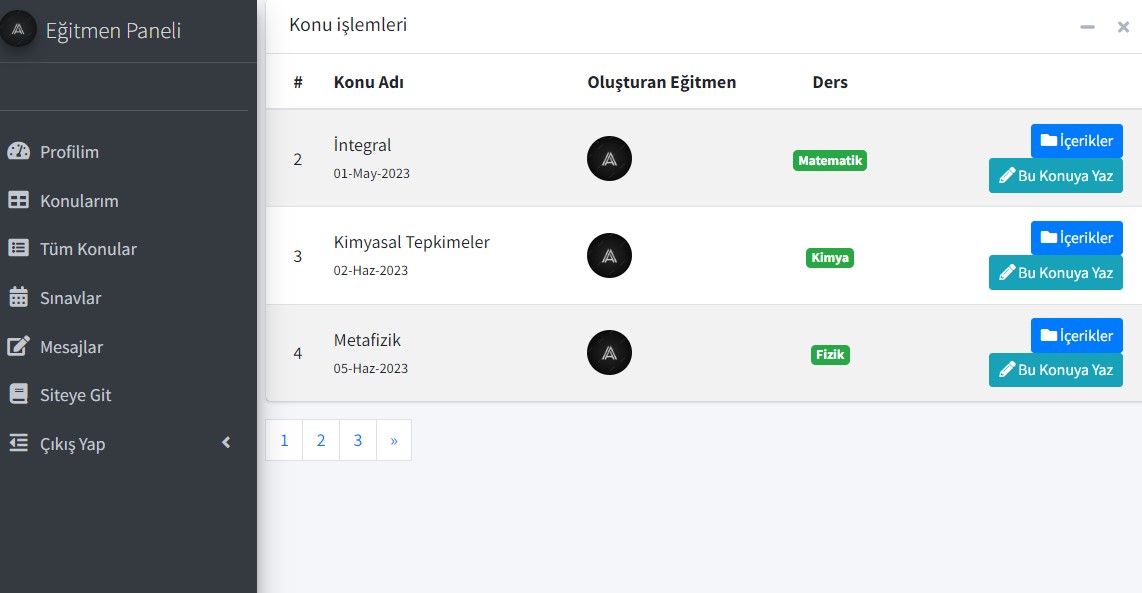 Eğitmen Paneli
Profilim
Konularım
Tüm Konular
Sınavlar
Mesajlar
Siteye Git
Çıkış Yap
Konu işlemleri
# Konu Adı Oluşturan Eğitmen Ders
2 İntegral Matematik İçerikler
01-May-2023 Bu Konuya Yaz
3 Kimyasal Tepkimeler Kimya İçerikler
02-Haz-2023 Bu Konuya Yaz
4 Metafizik Fizik İçerikler
05-Haz-2023 Bu Konuya Yaz
1 2 3 »